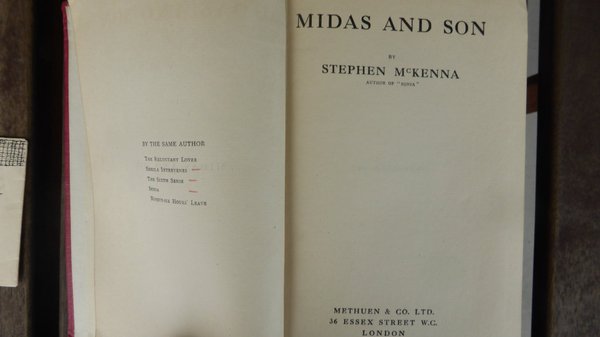 BY THE SAME AUTHOR
THE RELUCTANT LOVER
SHEILA INTERVENES
THE SIXTH SENSE
SONIA
NINETY-SIX HOURS' LEAVE
MIDAS AND SON
BY
STEPHEN McKENNA
AUTHOR OF "SONIA"
METHUEN & CO. LTD.
36 ESSEX STREET W.C.
LONDON